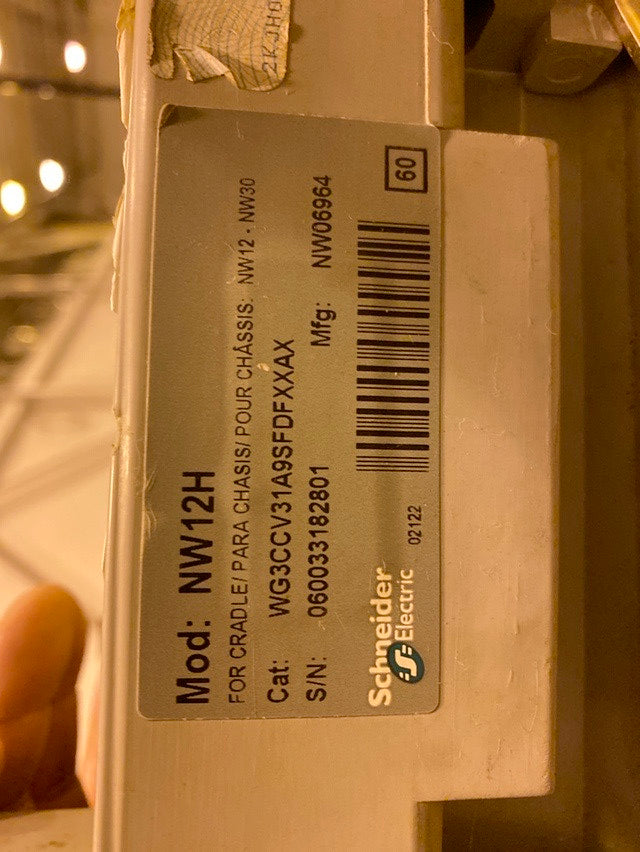 2KJH0
Mod: NW12H
FOR CRADLE/ PARA CHASIS/ POUR CHÂSSIS: NW12 - NW30
Cat: WG3CCV31A9SFDFXXAX
S/N: 060033182801 Mfg: NW06964
Schneider
Electric
02122
60